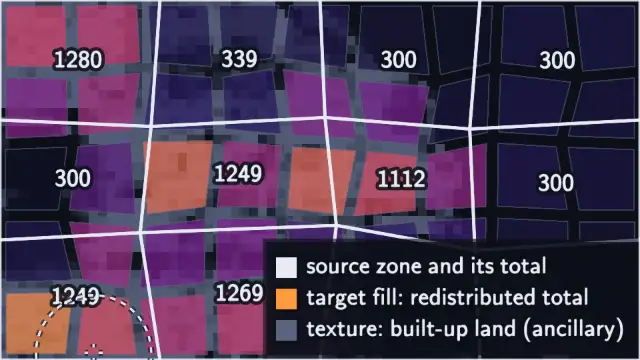 1280 339 300 300
300 1249 1112 300
1249 1269
source zone and its total
target fill: redistributed total
texture: built-up land (ancillary)